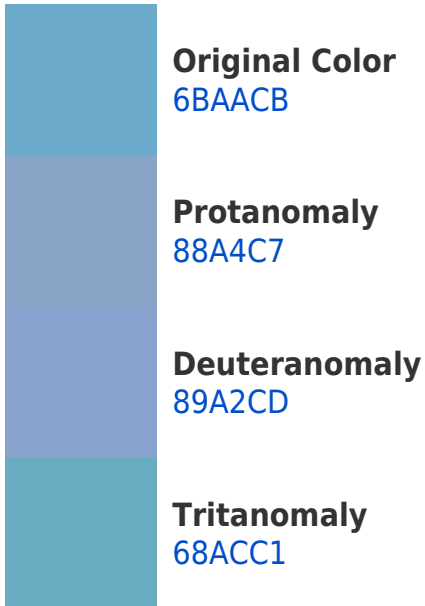 Original Color
6BAACB
Protanomaly
88A4C7
Deuteranomaly
89A2CD
Tritanomaly
68ACC1